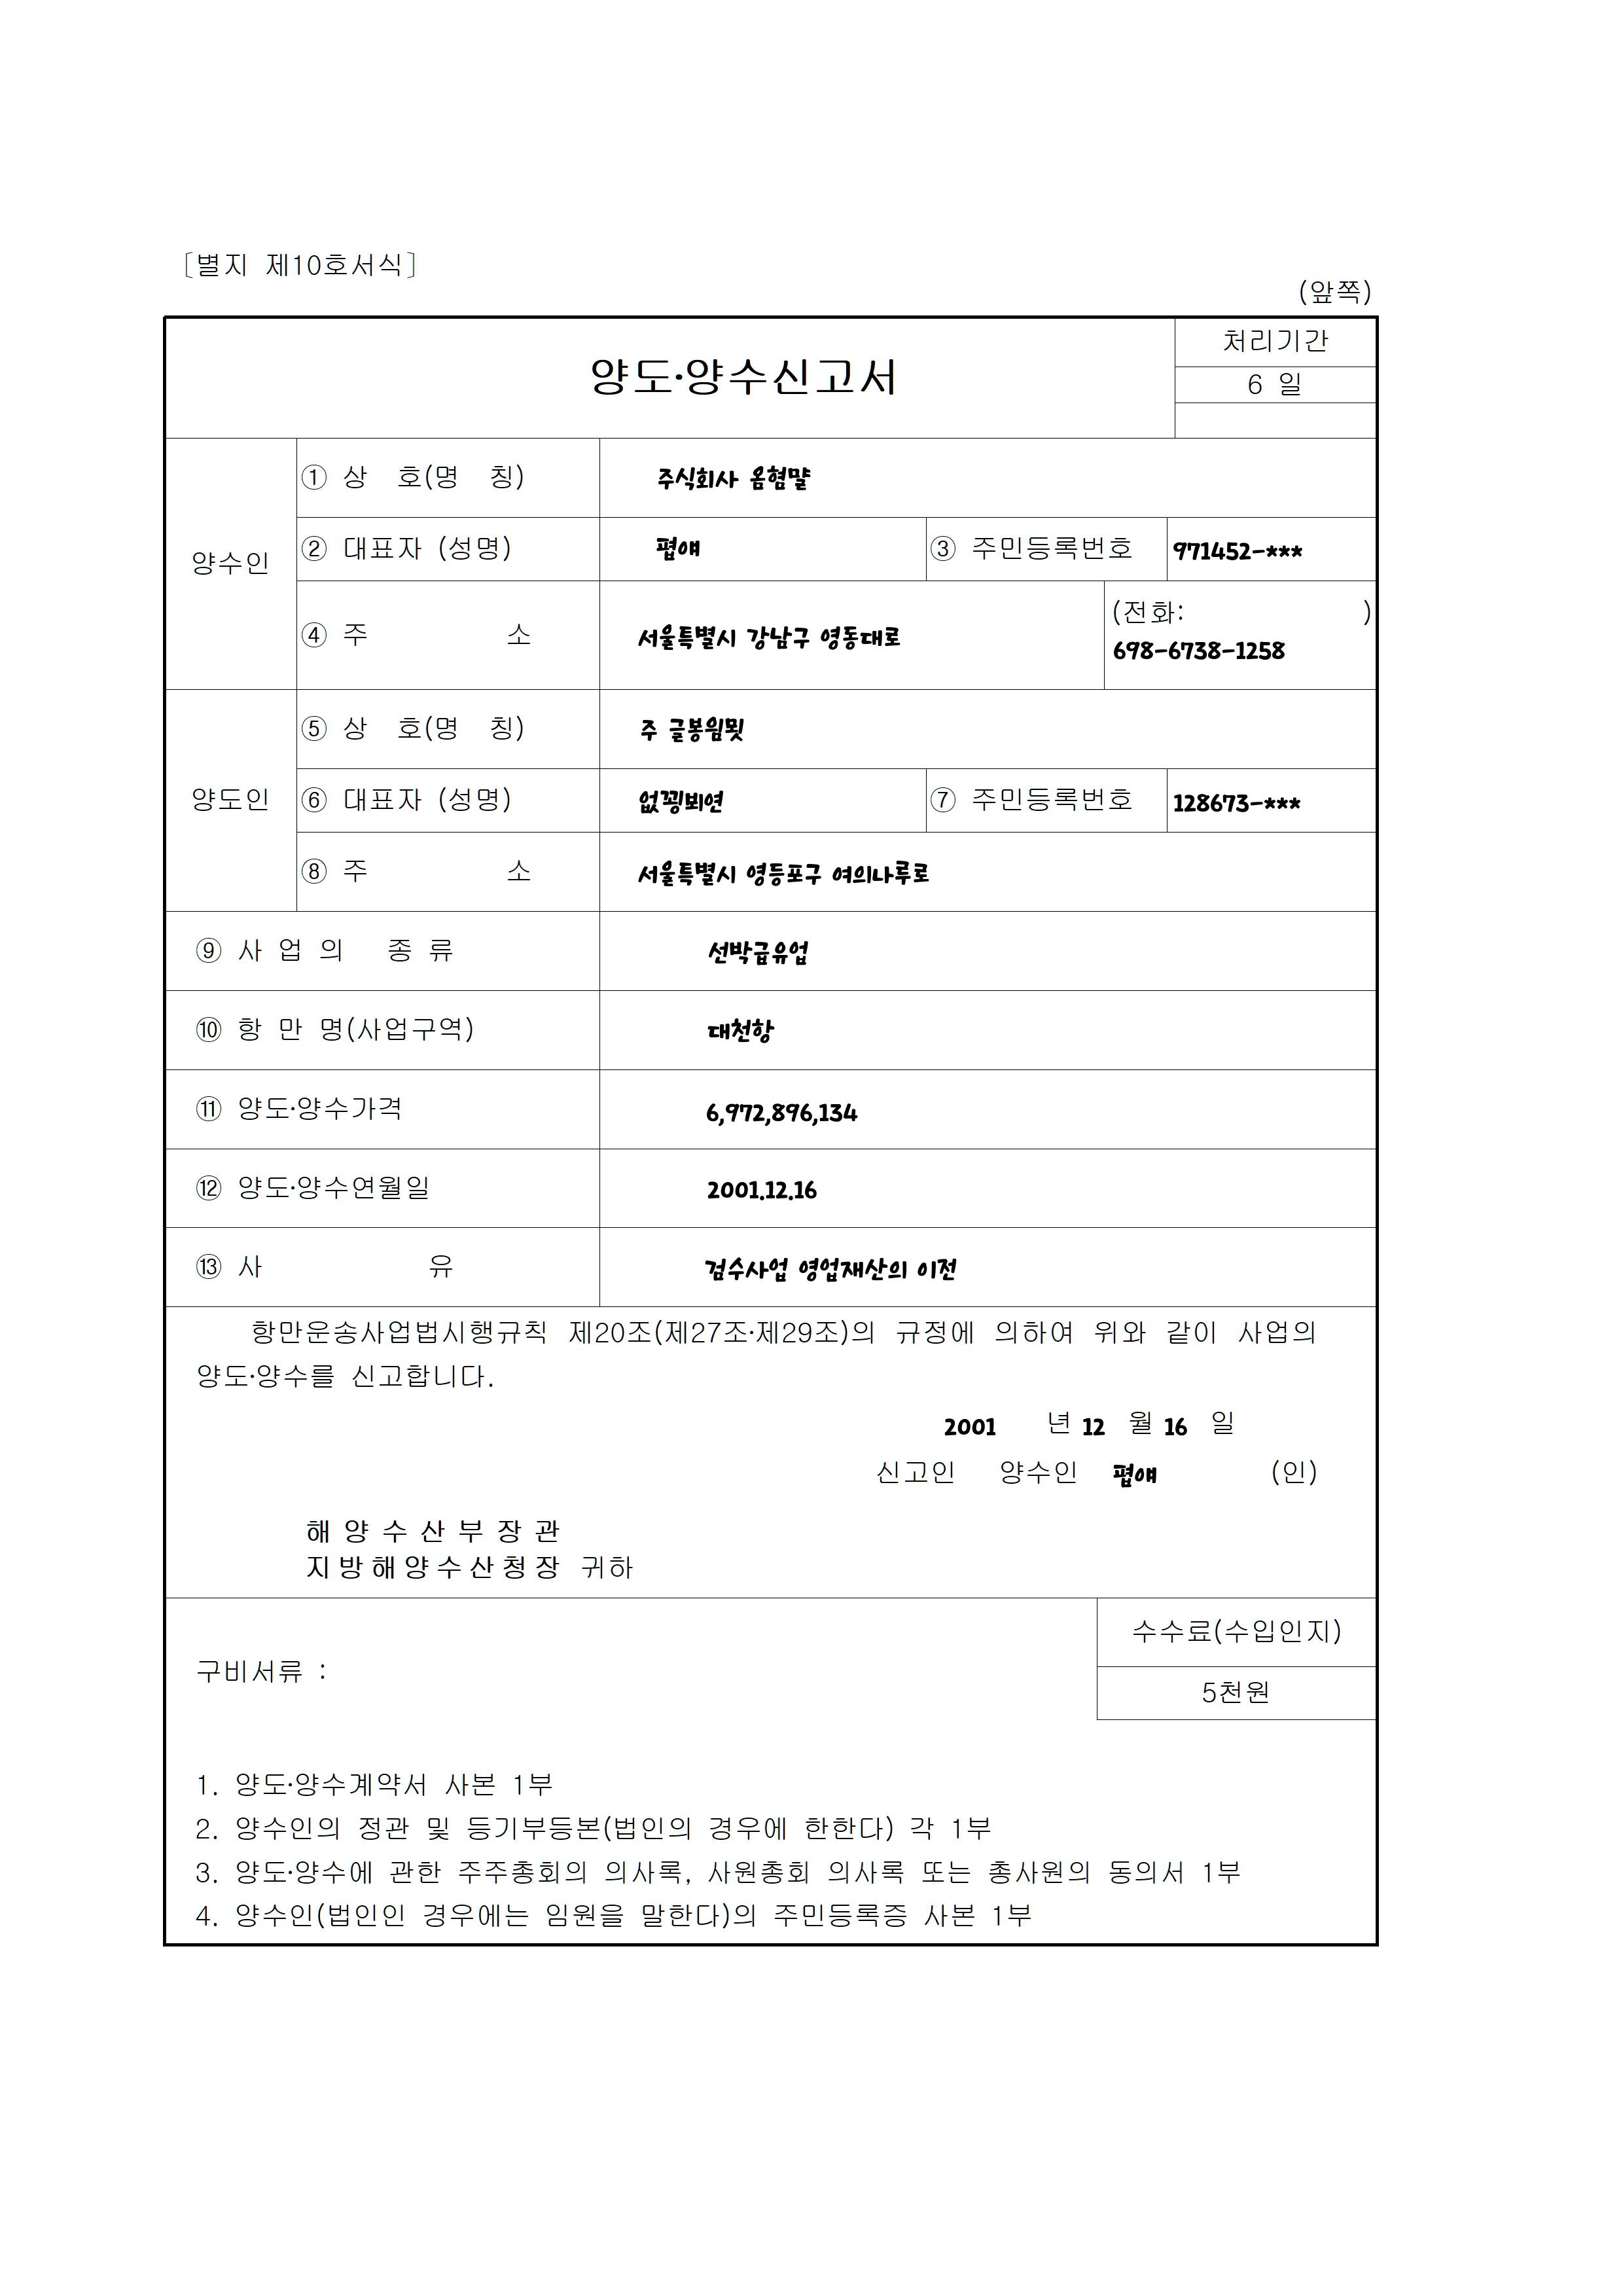 [별지 제10호서식]
(앞쪽)
양도·양수신고서
처리기간
6 일
양수인
① 상 호(명 칭)
주식회사 옴혐먈
② 대표자 (성명)
폅얘
③ 주민등록번호
971452-***
④ 주 소
서울특별시 강남구 영동대로
(전화: )
698-6738-1258
양도인
⑤ 상 호(명 칭)
주
⑥ 대표자 (성명)
⑦ 주민등록번호
128673-***
⑧ 주 소
서울특별시 영등포구 여의나루로
⑨ 사 업 의 종 류
선박급유업
⑩ 항 만 명(사업구역)
대천항
⑪ 양도·양수가격
6,972,896,134
⑫ 양도·양수연월일
2001.12.16
⑬ 사 유
검수사업 영업재산의 이전
항만운송사업법시행규칙 제20조(제27조·제29조)의 규정에 의하여 위와 같이 사업의
양도·양수를 신고합니다.
2001 년 12 월 16 일
신고인 양수인 폅얘 (인)
해 양 수 산 부 장 관
지방해양수산청장 귀하
수수료(수입인지)
구비서류 :
5천원
1. 양도·양수계약서 사본 1부
2. 양수인의 정관 및 등기부등본(법인의 경우에 한한다) 각 1부
3. 양도·양수에 관한 주주총회의 의사록, 사원총회 의사록 또는 총사원의 동의서 1부
4. 양수인(법인인 경우에는 임원을 말한다)의 주민등록증 사본 1부